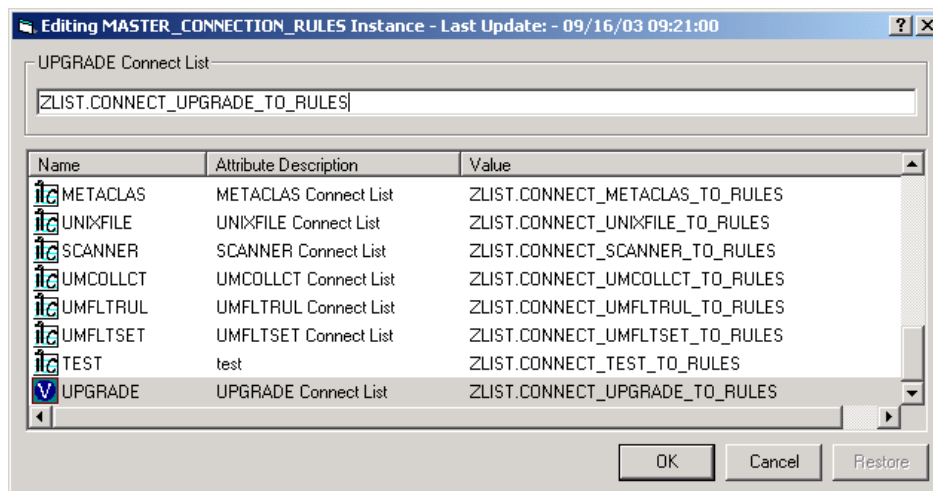 Editing MASTER_CONNECTION_RULES Instance - Last Update: - 09/16/03 09:21:00
UPGRADE Connect List
ZLIST.CONNECT_UPGRADE_TO_RULES
Name Attribute Description Value
METACLAS METACLAS Connect List ZLIST.CONNECT_METACLAS_TO_RULES
UNIXFILE UNIXFILE Connect List ZLIST.CONNECT_UNIXFILE_TO_RULES
SCANNER SCANNER Connect List ZLIST.CONNECT_SCANNER_TO_RULES
UMCOLLCT UMCOLLCT Connect List ZLIST.CONNECT_UMCOLLCT_TO_RULES
UMFLTRUL UMFLTRUL Connect List ZLIST.CONNECT_UMFLTRUL_TO_RULES
UMFLTSET UMFLTSET Connect List ZLIST.CONNECT_UMFLTSET_TO_RULES
TEST test ZLIST.CONNECT_TEST_TO_RULES
V UPGRADE UPGRADE Connect List ZLIST.CONNECT_UPGRADE_TO_RULES
OK Cancel Restore